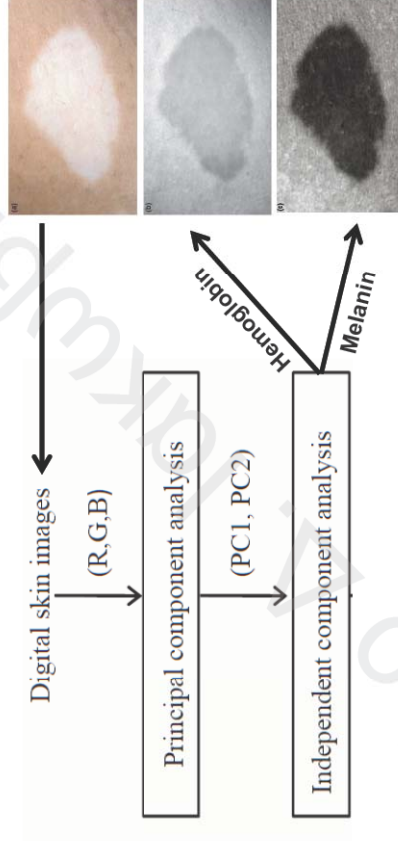 Digital skin images
(R,G,B)
Principal component analysis
(PC1, PC2)
Independent component analysis
Hemoglobin
Melanin
(a)
(b)
(c)